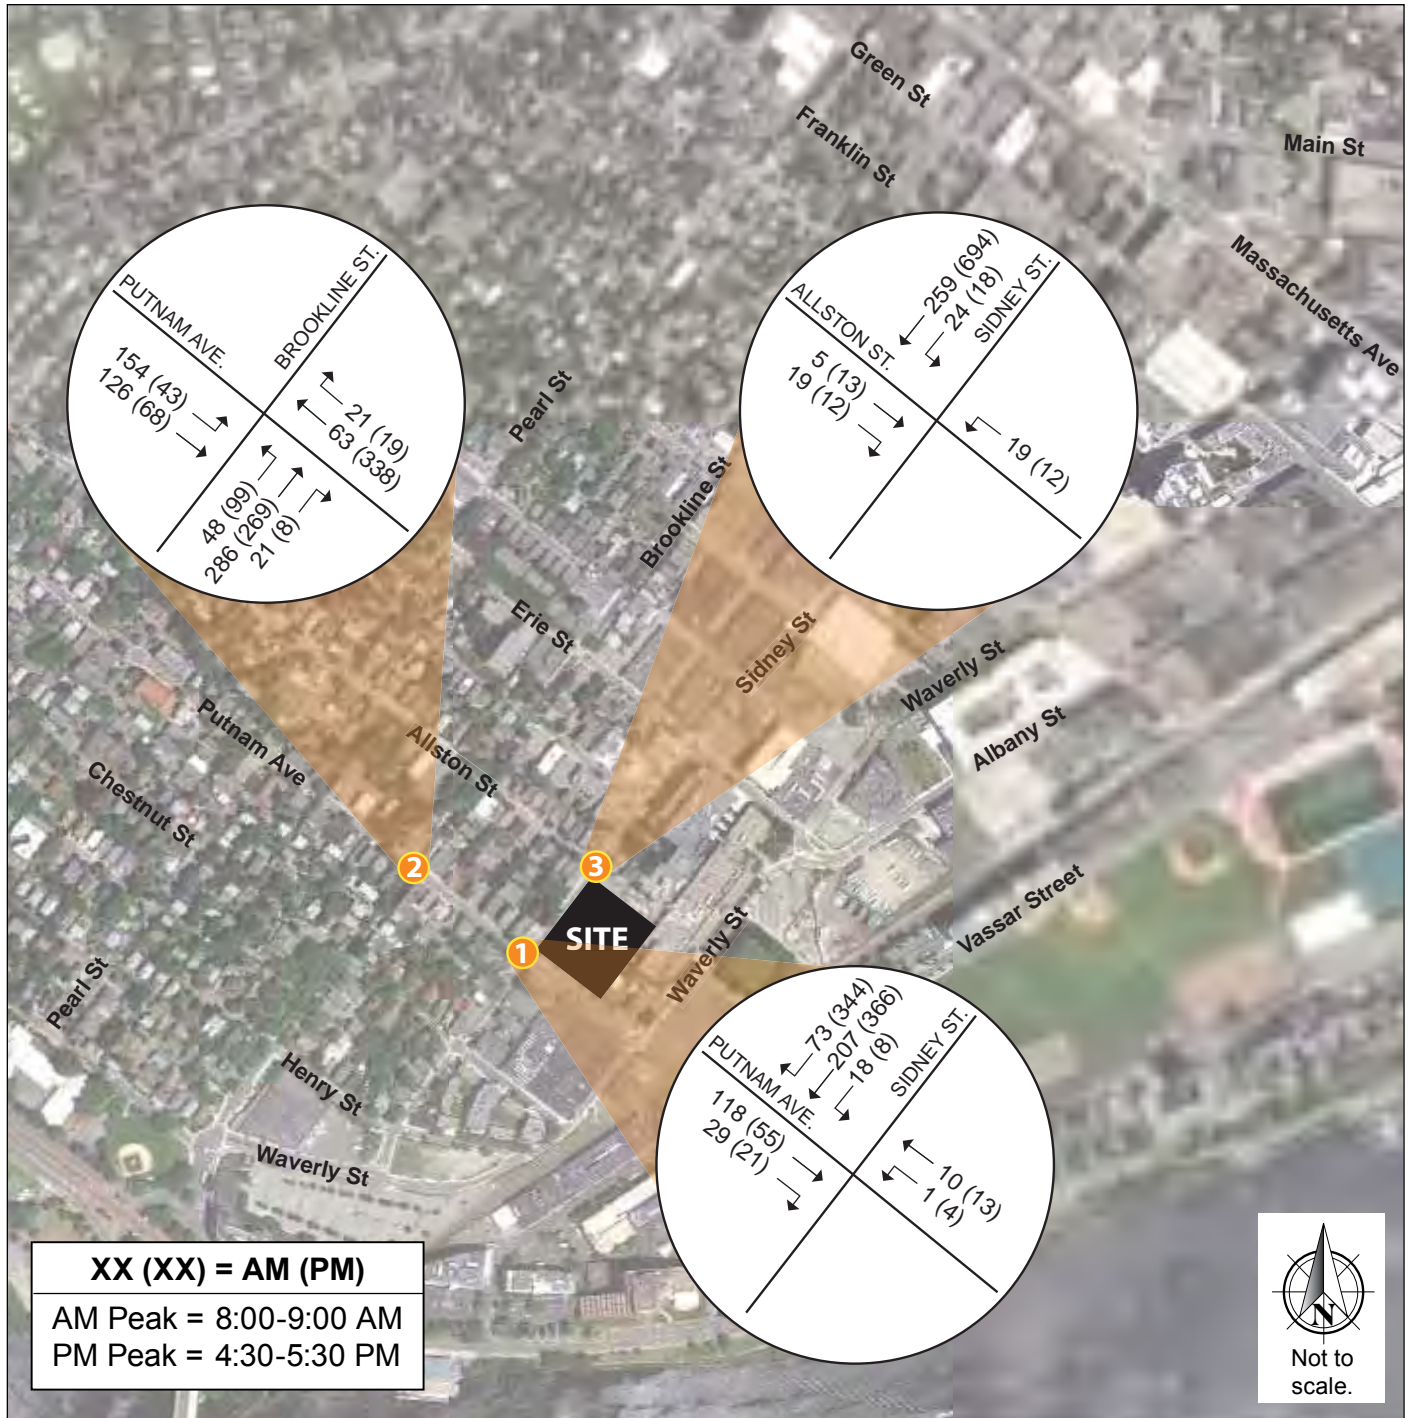 Green St
Franklin St
Main St
Massachusetts Ave
PUTNAM AVE.
BROOKLINE ST.
154 (43)
126 (68)
21 (19)
63 (338)
48 (99)
286 (269)
21 (8)
259 (694)
24 (18)
SIDNEY ST.
ALLSTON ST.
5 (13)
19 (12)
19 (12)
Pearl St
Brookline St
Erie St
Sidney St
Waverly St
Albany St
Putnam Ave
Allston St
Chestnut St
2
3
1
SITE
Vassar Street
Waverly St
Pearl St
Henry St
Waverly St
73 (344)
207 (366)
18 (8)
SIDNEY ST.
PUTNAM AVE.
118 (55)
29 (21)
10 (13)
1 (4)
XX (XX) = AM (PM)
AM Peak = 8:00-9:00 AM
PM Peak = 4:30-5:30 PM
N
Not to
scale.